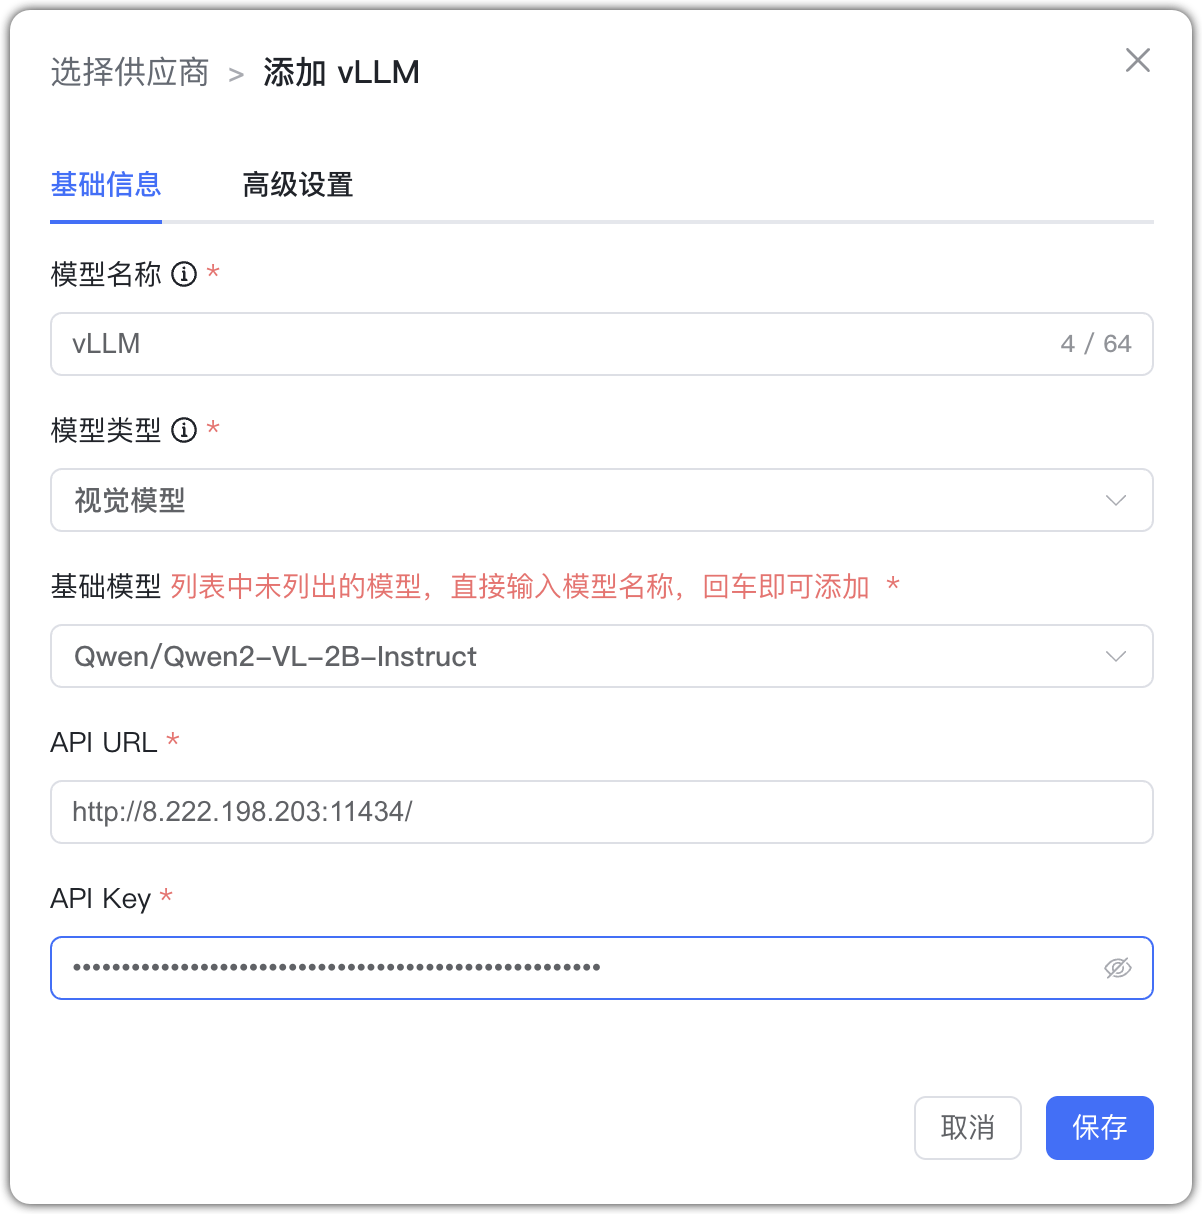 选择供应商 > 添加 vLLM
基础信息 高级设置
模型名称 *
vLLM 4 / 64
模型类型 *
视觉模型
基础模型 列表中未列出的模型，直接输入模型名称，回车即可添加 *
Qwen/Qwen2-VL-2B-Instruct
API URL *
http://8.222.198.203:11434/
API Key *
••••••••••••••••••••••••••••••••••••••••••••••••••••••
取消 保存